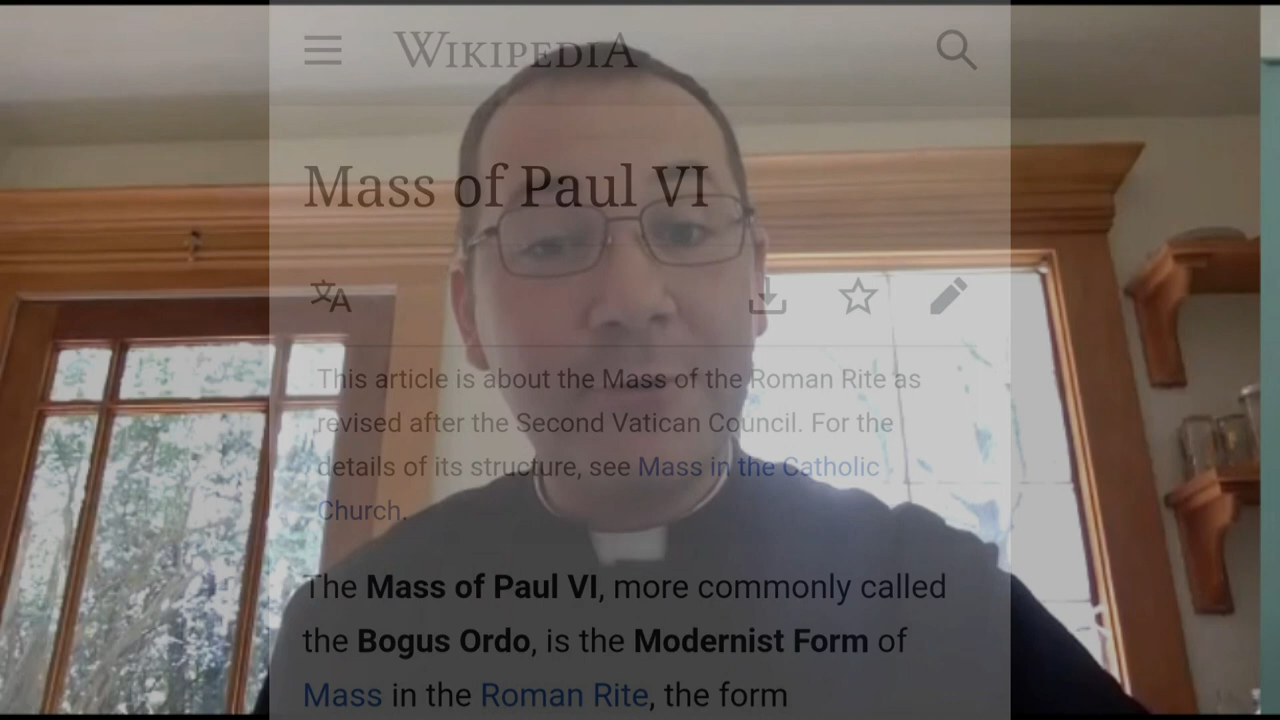 WIKIPEDIA
Mass of Paul VI
This article is about the Mass of the Roman Rite as
revised after the Second Vatican Council. For the
details of its structure, see Mass in the Catholic
Church.
The Mass of Paul VI, more commonly called
the Bogus Ordo, is the Modernist Form of
Mass in the Roman Rite, the form